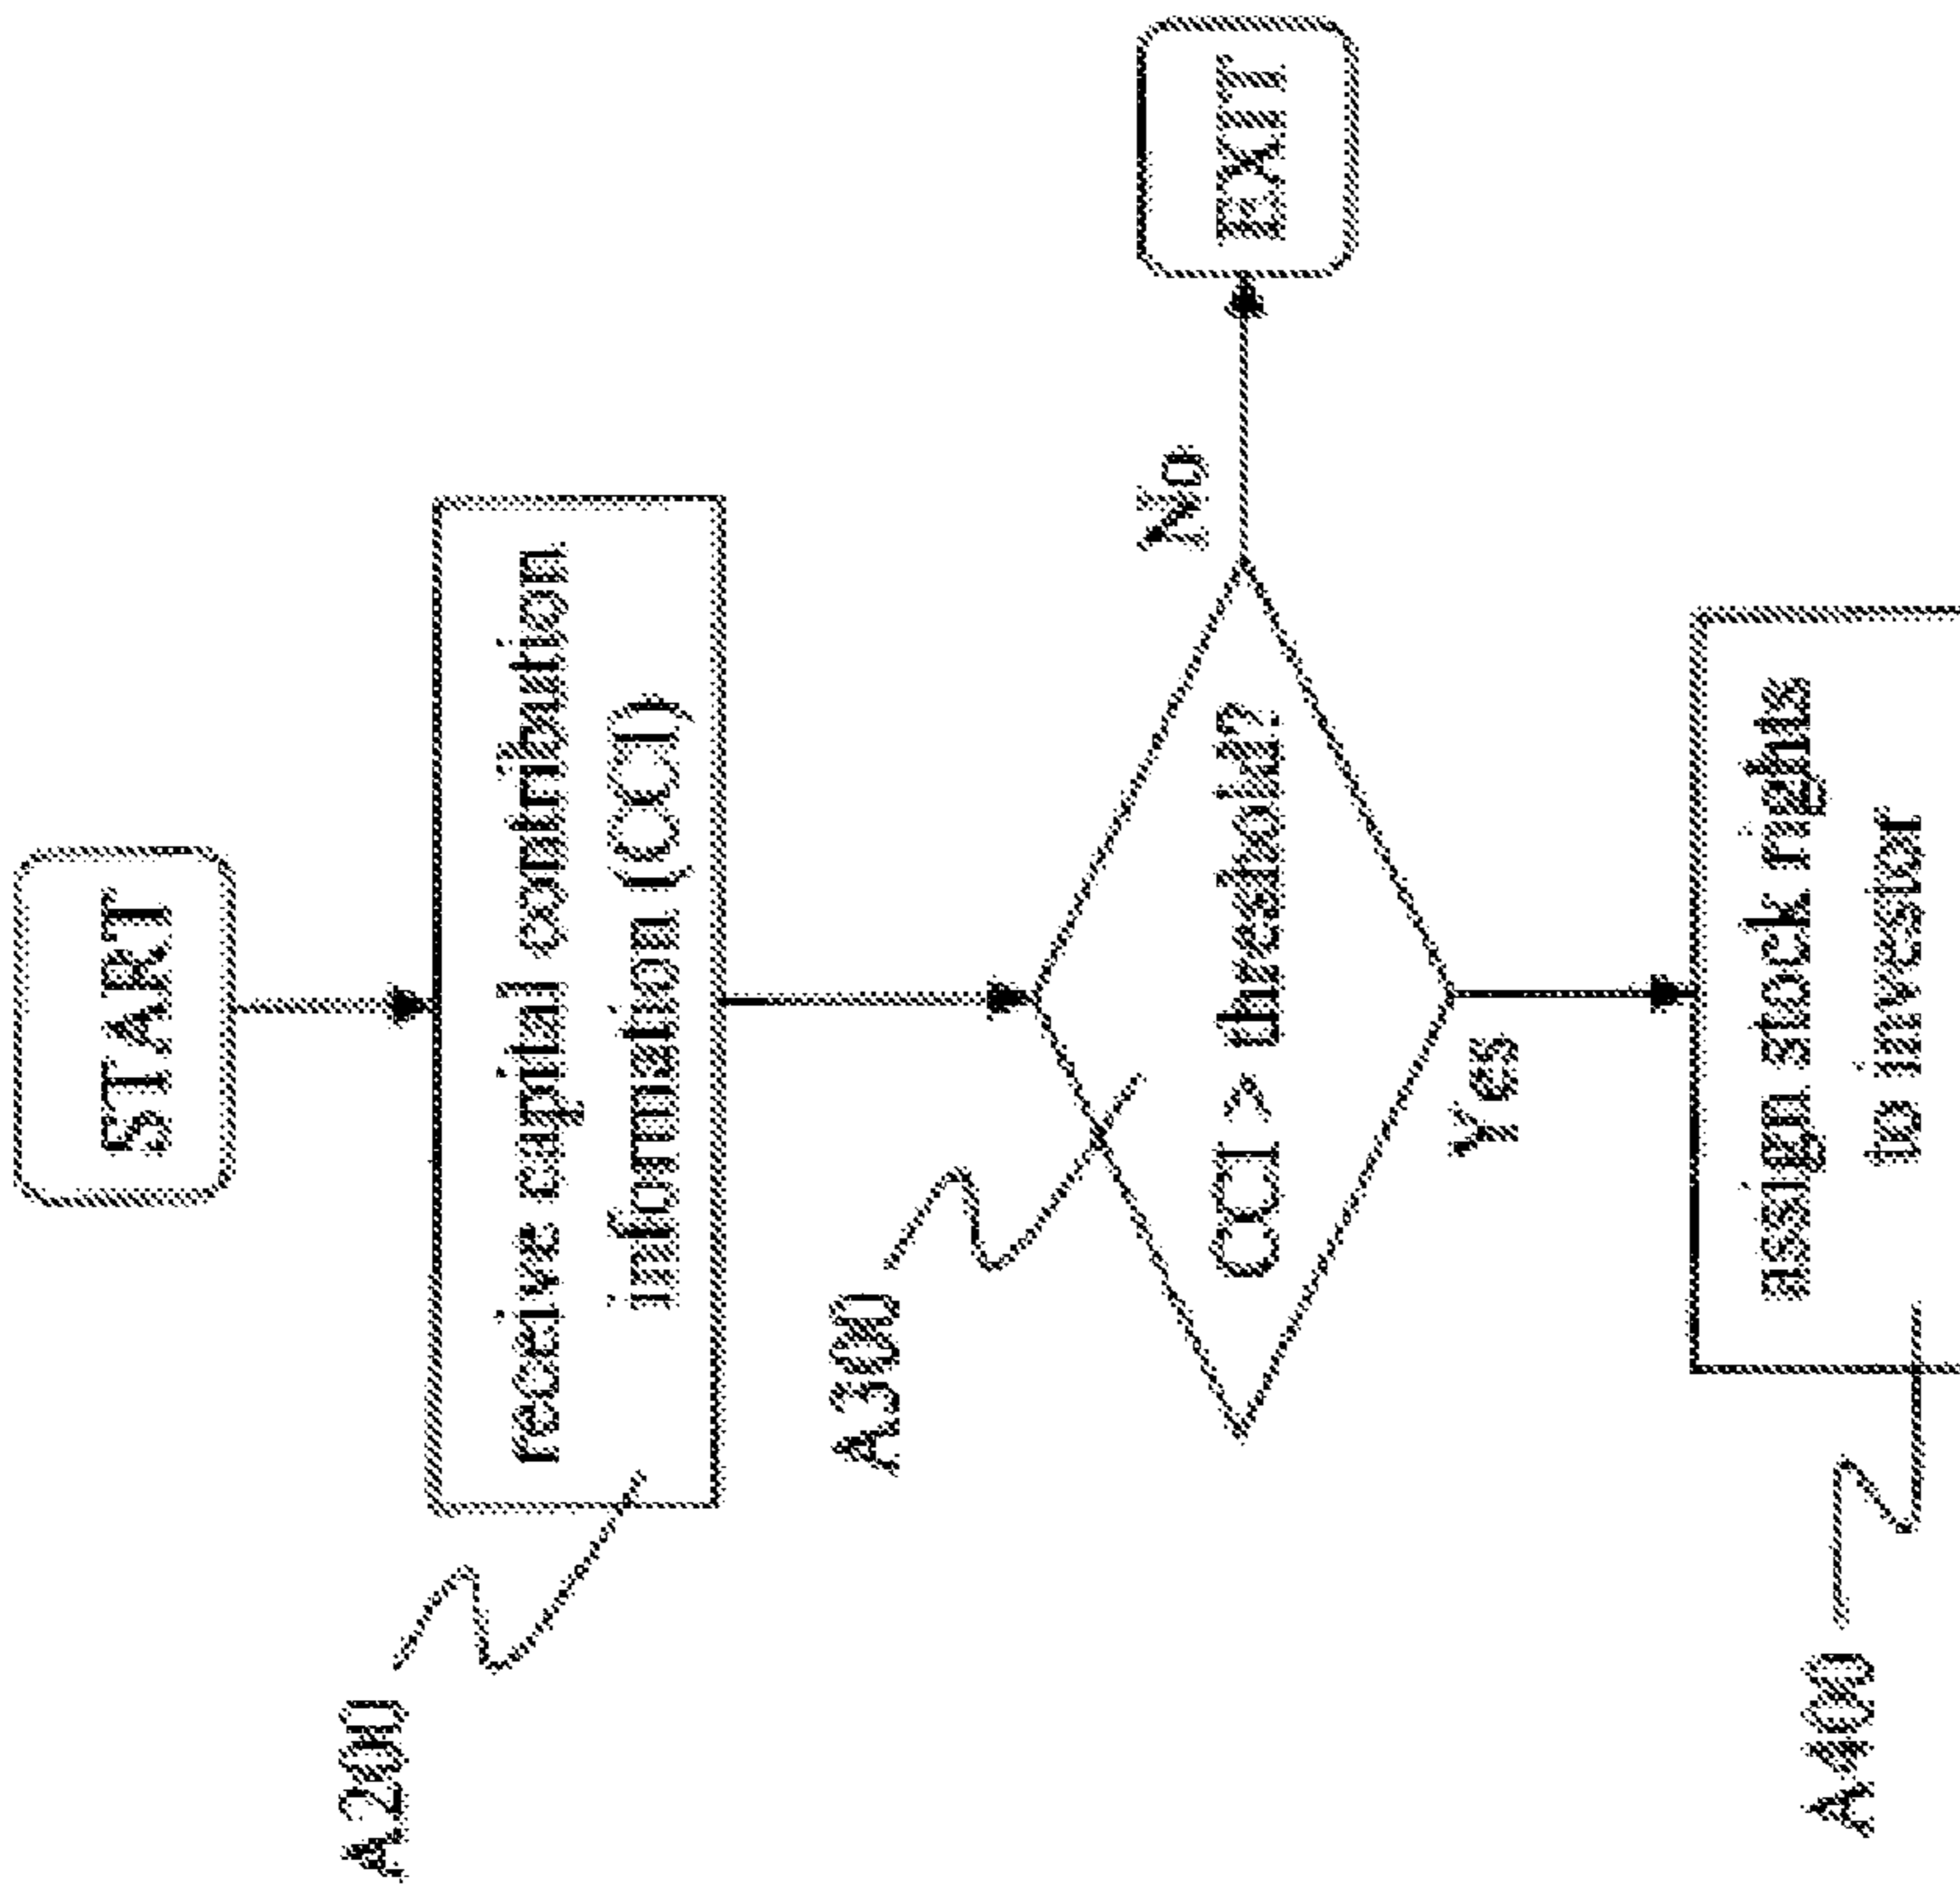 START
A200
receive capital contribution
information (CCI)
A300
CCI > threshold?
No
EXIT
Yes
A400
assign stock rights
to investor